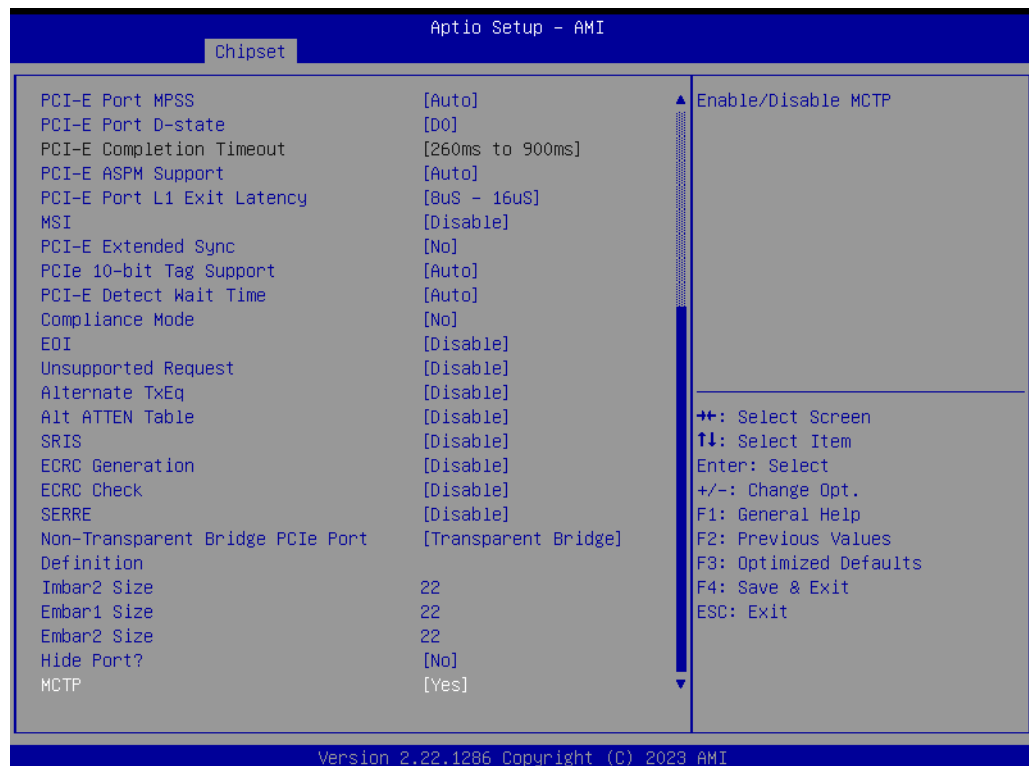 Aptio Setup – AMI
Chipset
PCI-E Port MPSS [Auto]
PCI-E Port D-state [D0]
PCI-E Completion Timeout [260ms to 900ms]
PCI-E ASPM Support [Auto]
PCI-E Port L1 Exit Latency [8uS - 16uS]
MSI [Disable]
PCI-E Extended Sync [No]
PCIe 10-bit Tag Support [Auto]
PCI-E Detect Wait Time [Auto]
Compliance Mode [No]
EOI [Disable]
Unsupported Request [Disable]
Alternate TxEq [Disable]
Alt ATTEN Table [Disable]
SRIS [Disable]
ECRC Generation [Disable]
ECRC Check [Disable]
SERRE [Disable]
Non-Transparent Bridge PCIe Port [Transparent Bridge]
Definition
Imbar2 Size 22
Embar1 Size 22
Embar2 Size 22
Hide Port? [No]
MCTP [Yes]
Enable/Disable MCTP
→←: Select Screen
↑↓: Select Item
Enter: Select
+/-: Change Opt.
F1: General Help
F2: Previous Values
F3: Optimized Defaults
F4: Save & Exit
ESC: Exit
Version 2.22.1286 Copyright (C) 2023 AMI